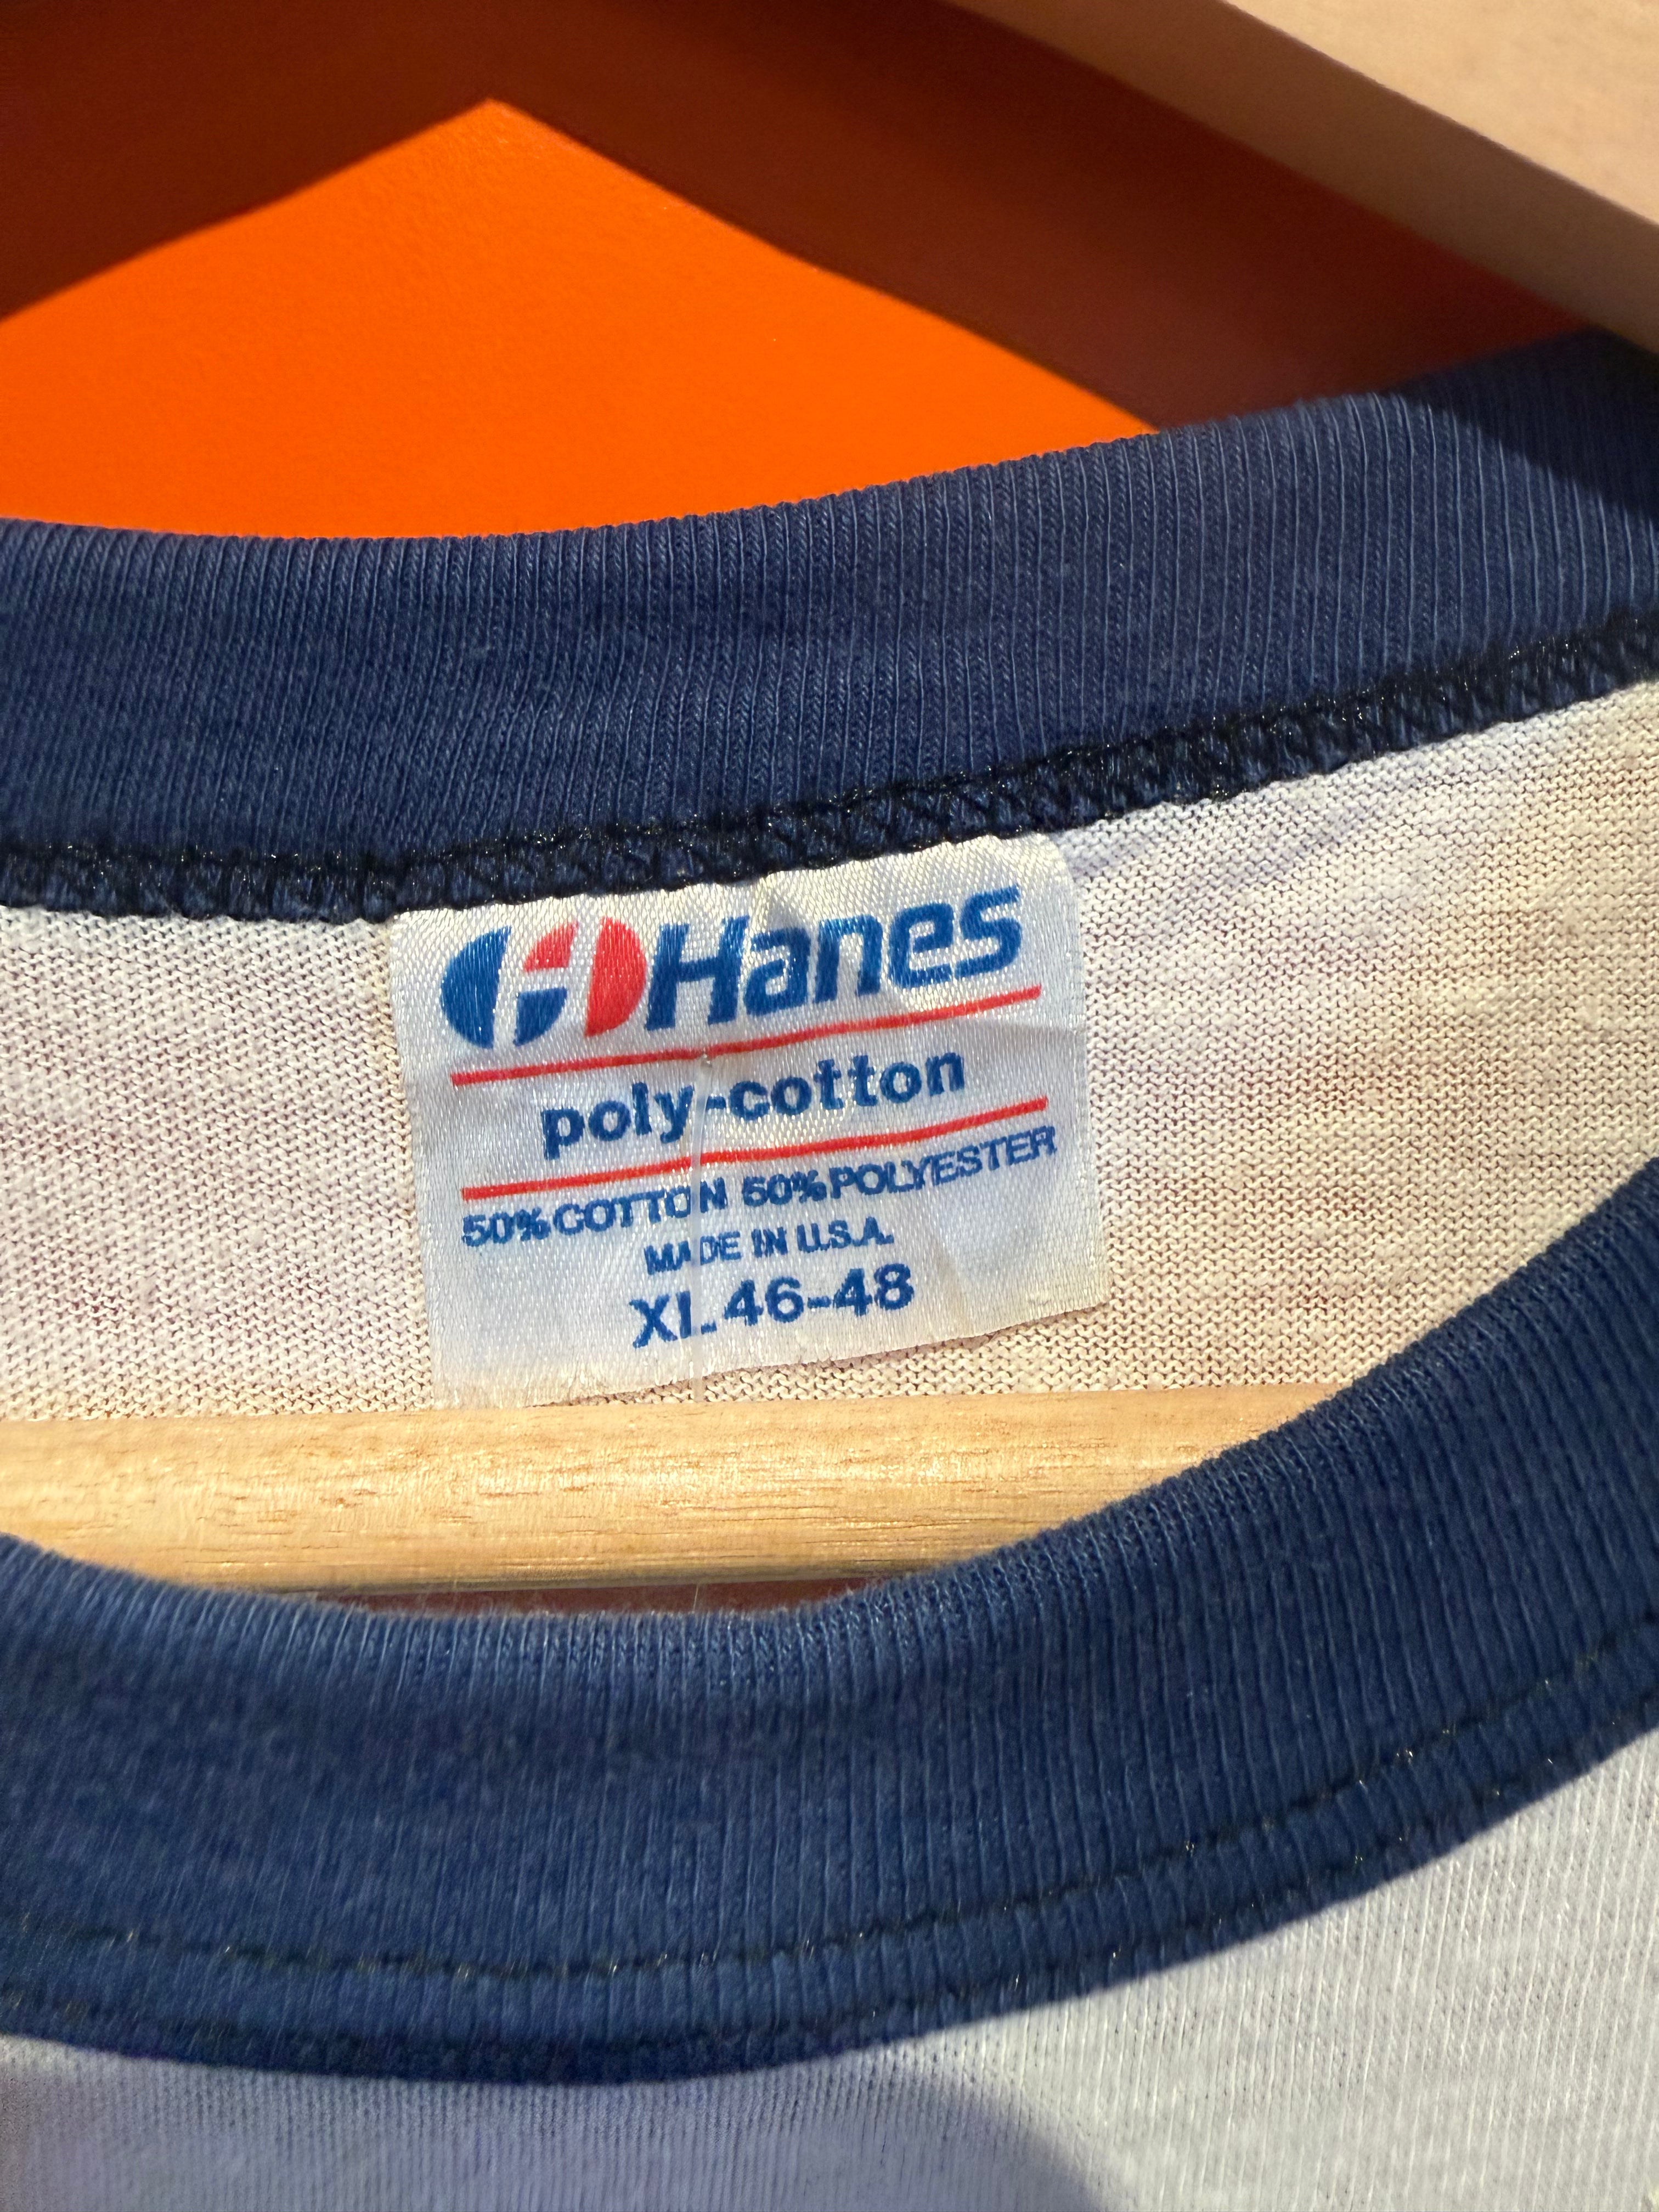 H Hanes
poly-cotton
50% COTTON 50% POLYESTER
MADE IN U.S.A.
XL 46-48